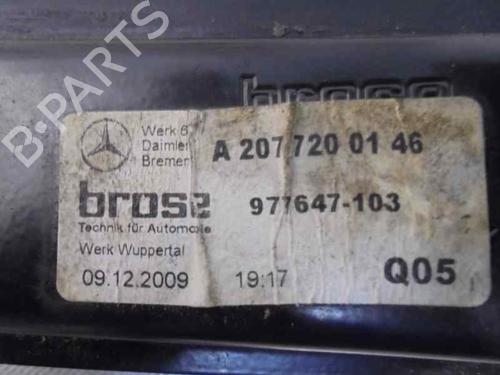 brose
Werk 6
Daimler
Bremen
A 207 720 01 46
brose
977647-103
Technik für Automobile
Werk Wuppertal
09.12.2009
19:17
Q05
B-PARTS